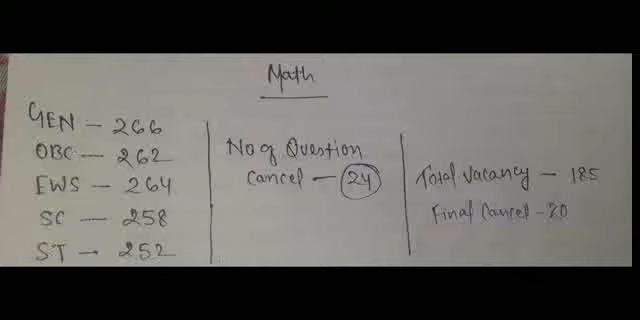 Math
GEN - 266
OBC - 262
EWS - 264
SC - 258
ST - 252
No of Question
Cancel - 24
Total Vacancy - 185
Final Cancel - 20